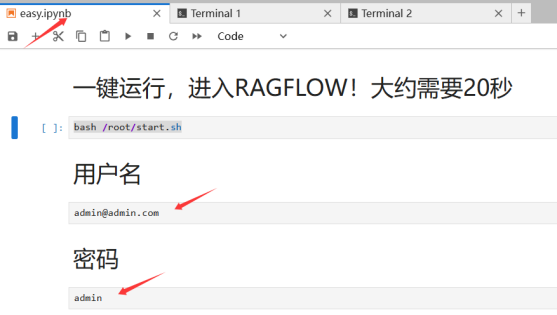 easy.ipynb
Terminal 1
Terminal 2
Code
一键运行，进入RAGFLOW！大约需要20秒
[ ]: bash /root/start.sh
用户名
admin@admin.com
密码
admin